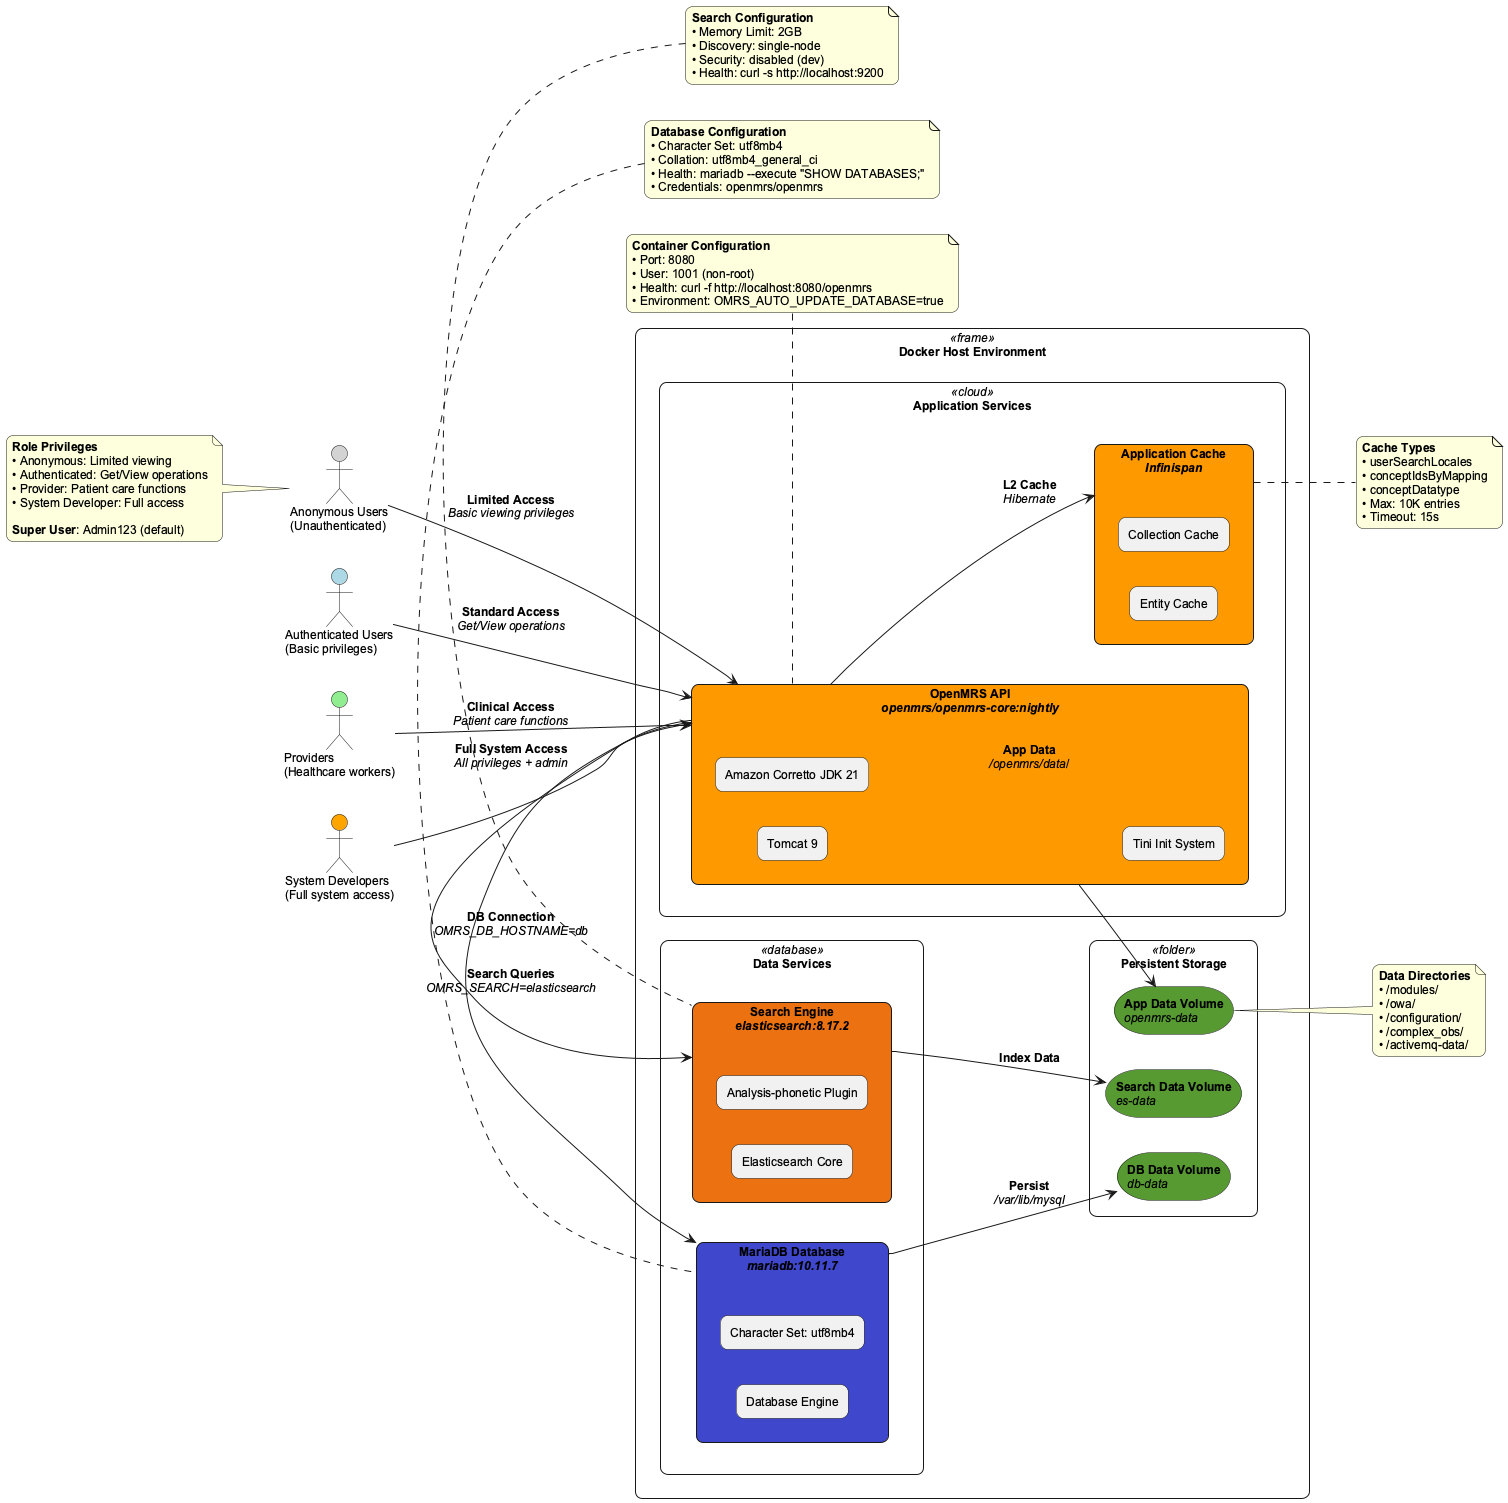 Search Configuration
• Memory Limit: 2GB
• Discovery: single-node
• Security: disabled (dev)
• Health: curl -s http://localhost:9200
Database Configuration
• Character Set: utf8mb4
• Collation: utf8mb4_general_ci
• Health: mariadb --execute "SHOW DATABASES;"
• Credentials: openmrs/openmrs
Container Configuration
• Port: 8080
• User: 1001 (non-root)
• Health: curl -f http://localhost:8080/openmrs
• Environment: OMRS_AUTO_UPDATE_DATABASE=true
«frame»
Docker Host Environment
«cloud»
Application Services
Role Privileges
• Anonymous: Limited viewing
• Authenticated: Get/View operations
• Provider: Patient care functions
• System Developer: Full access
Super User: Admin123 (default)
Anonymous Users
(Unauthenticated)
Authenticated Users
(Basic privileges)
Providers
(Healthcare workers)
System Developers
(Full system access)
Limited Access
Basic viewing privileges
Standard Access
Get/View operations
Clinical Access
Patient care functions
Full System Access
All privileges + admin
L2 Cache
Hibernate
Application Cache
Infinispan
Collection Cache
Entity Cache
Cache Types
• userSearchLocales
• conceptIdsByMapping
• conceptDatatype
• Max: 10K entries
• Timeout: 15s
OpenMRS API
openmrs/openmrs-core:nightly
App Data
/openmrs/data/
Amazon Corretto JDK 21
Tomcat 9
Tini Init System
DB Connection
OMRS_DB_HOSTNAME=db
Search Queries
OMRS_SEARCH=elasticsearch
«database»
Data Services
Search Engine
elasticsearch:8.17.2
Analysis-phonetic Plugin
Elasticsearch Core
MariaDB Database
mariadb:10.11.7
Character Set: utf8mb4
Database Engine
Index Data
Persist
/var/lib/mysql
«folder»
Persistent Storage
App Data Volume
openmrs-data
Search Data Volume
es-data
DB Data Volume
db-data
Data Directories
• /modules/
• /owa/
• /configuration/
• /complex_obs/
• /activemq-data/